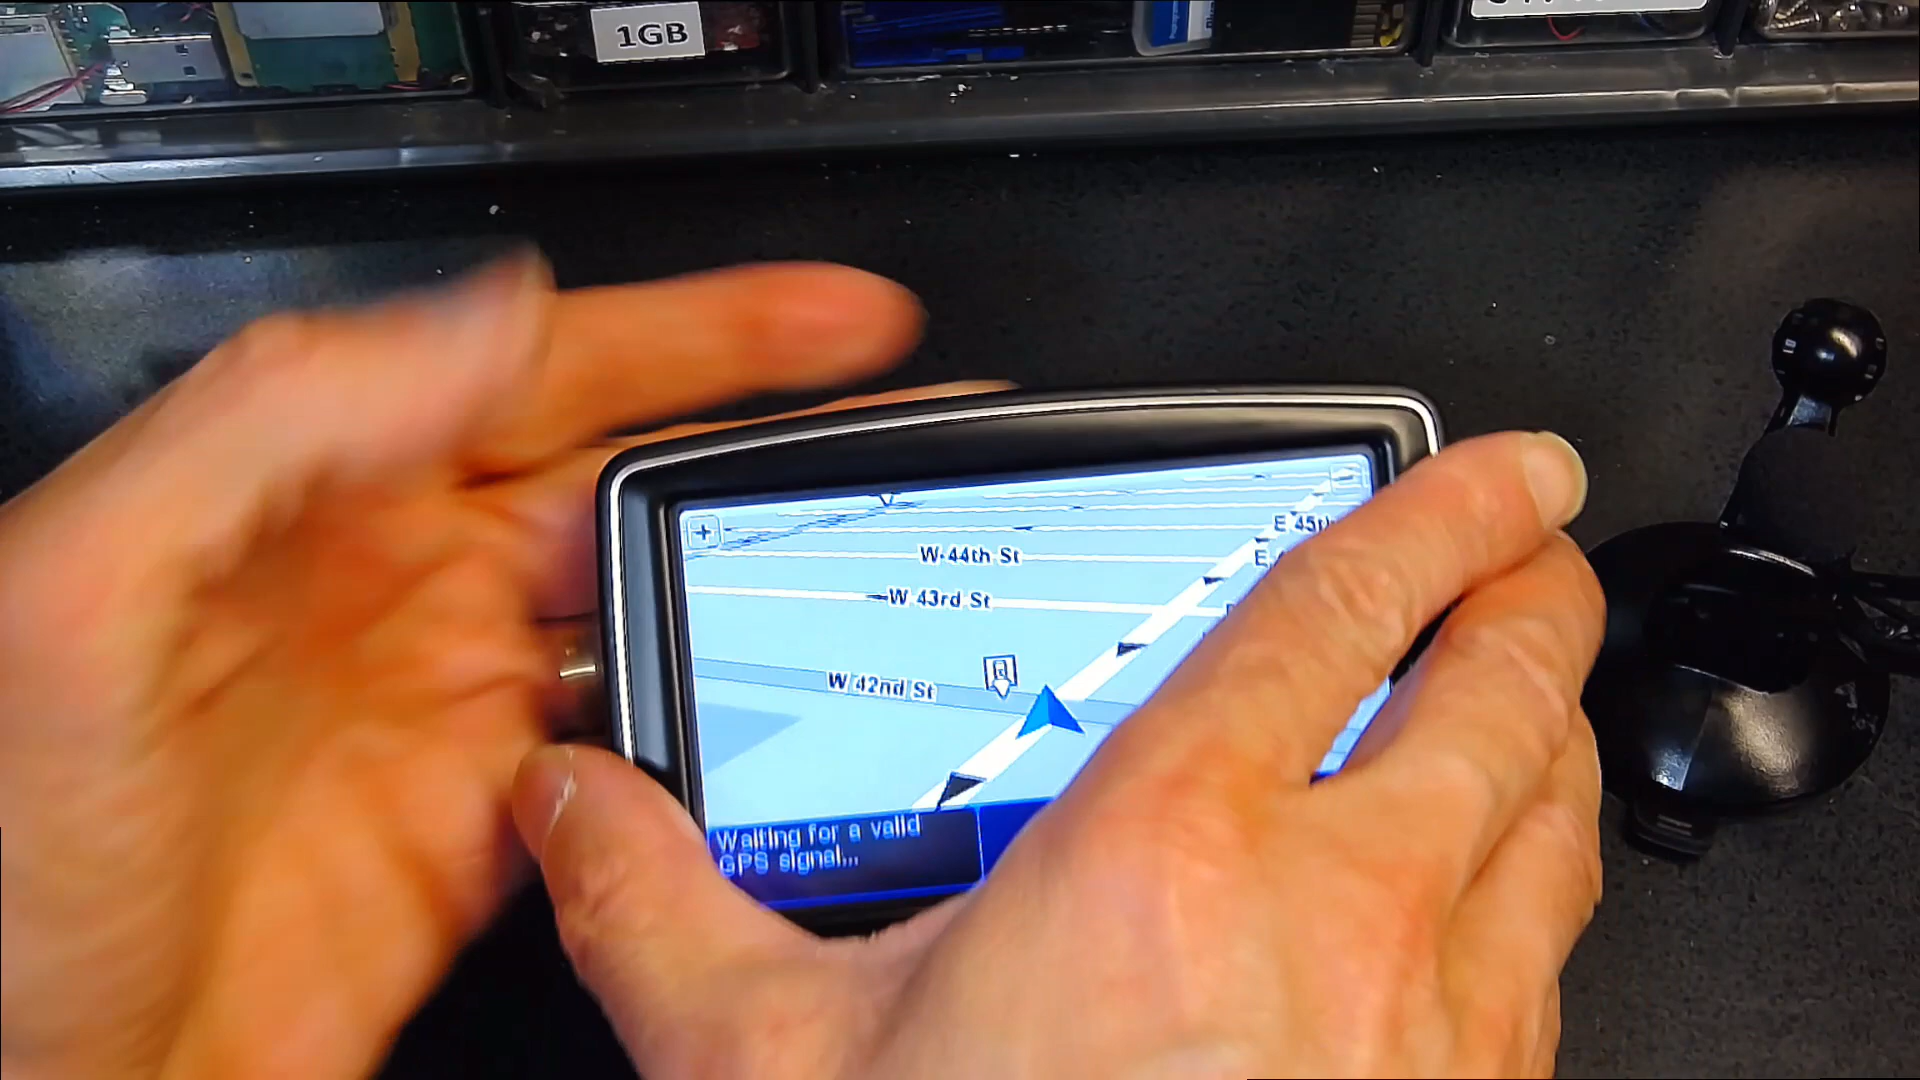 1GB
E 45th
W 44th St
W 43rd St
W 42nd St
Waiting for a valid
GPS signal...